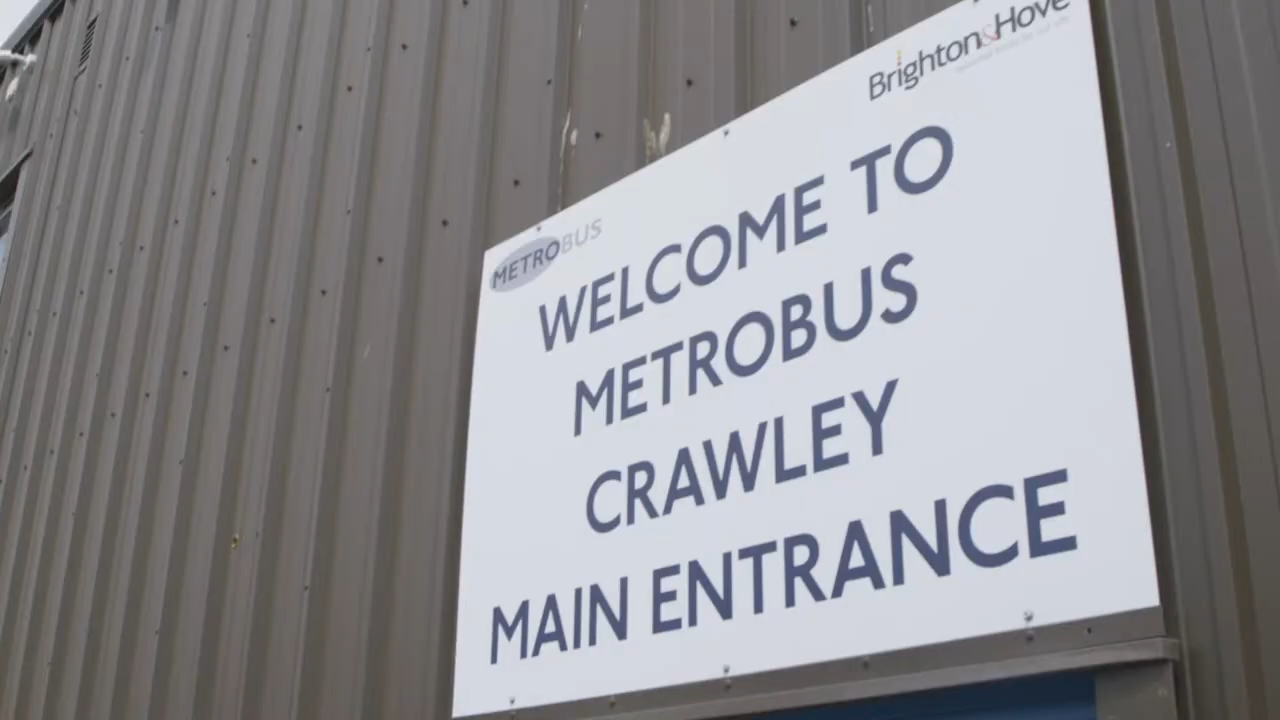 Brighton&Hove
METROBUS
WELCOME TO
METROBUS
CRAWLEY
MAIN ENTRANCE